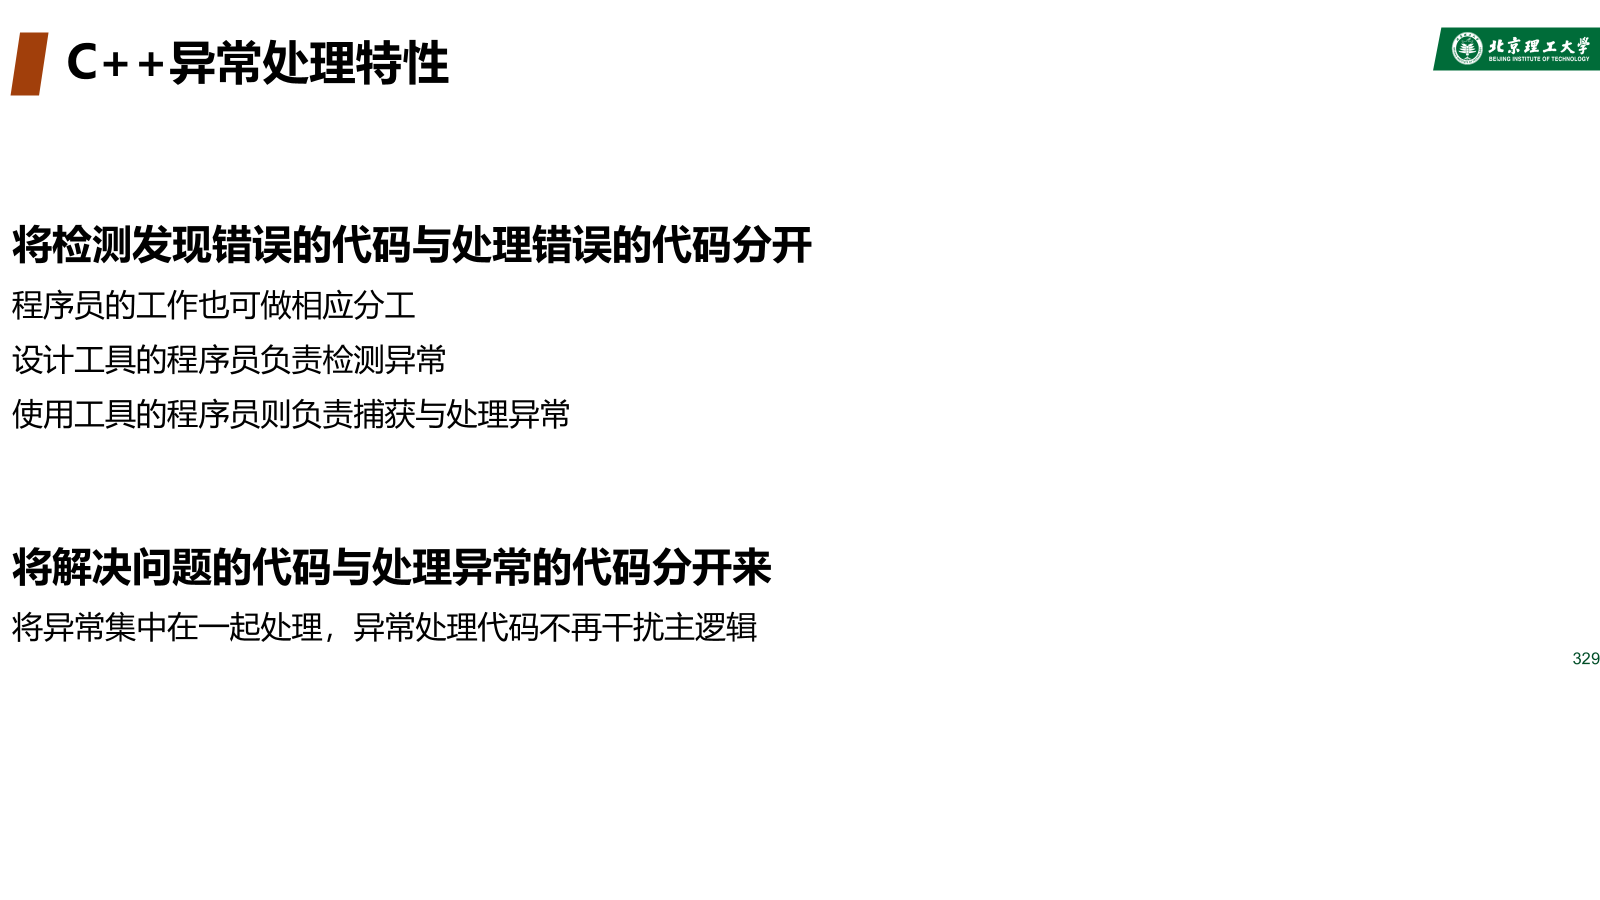 C++异常处理特性
北京理工大学
BEIJING INSTITUTE OF TECHNOLOGY
将检测发现错误的代码与处理错误的代码分开
程序员的工作也可做相应分工
设计工具的程序员负责检测异常
使用工具的程序员则负责捕获与处理异常
将解决问题的代码与处理异常的代码分开来
将异常集中在一起处理，异常处理代码不再干扰主逻辑
329